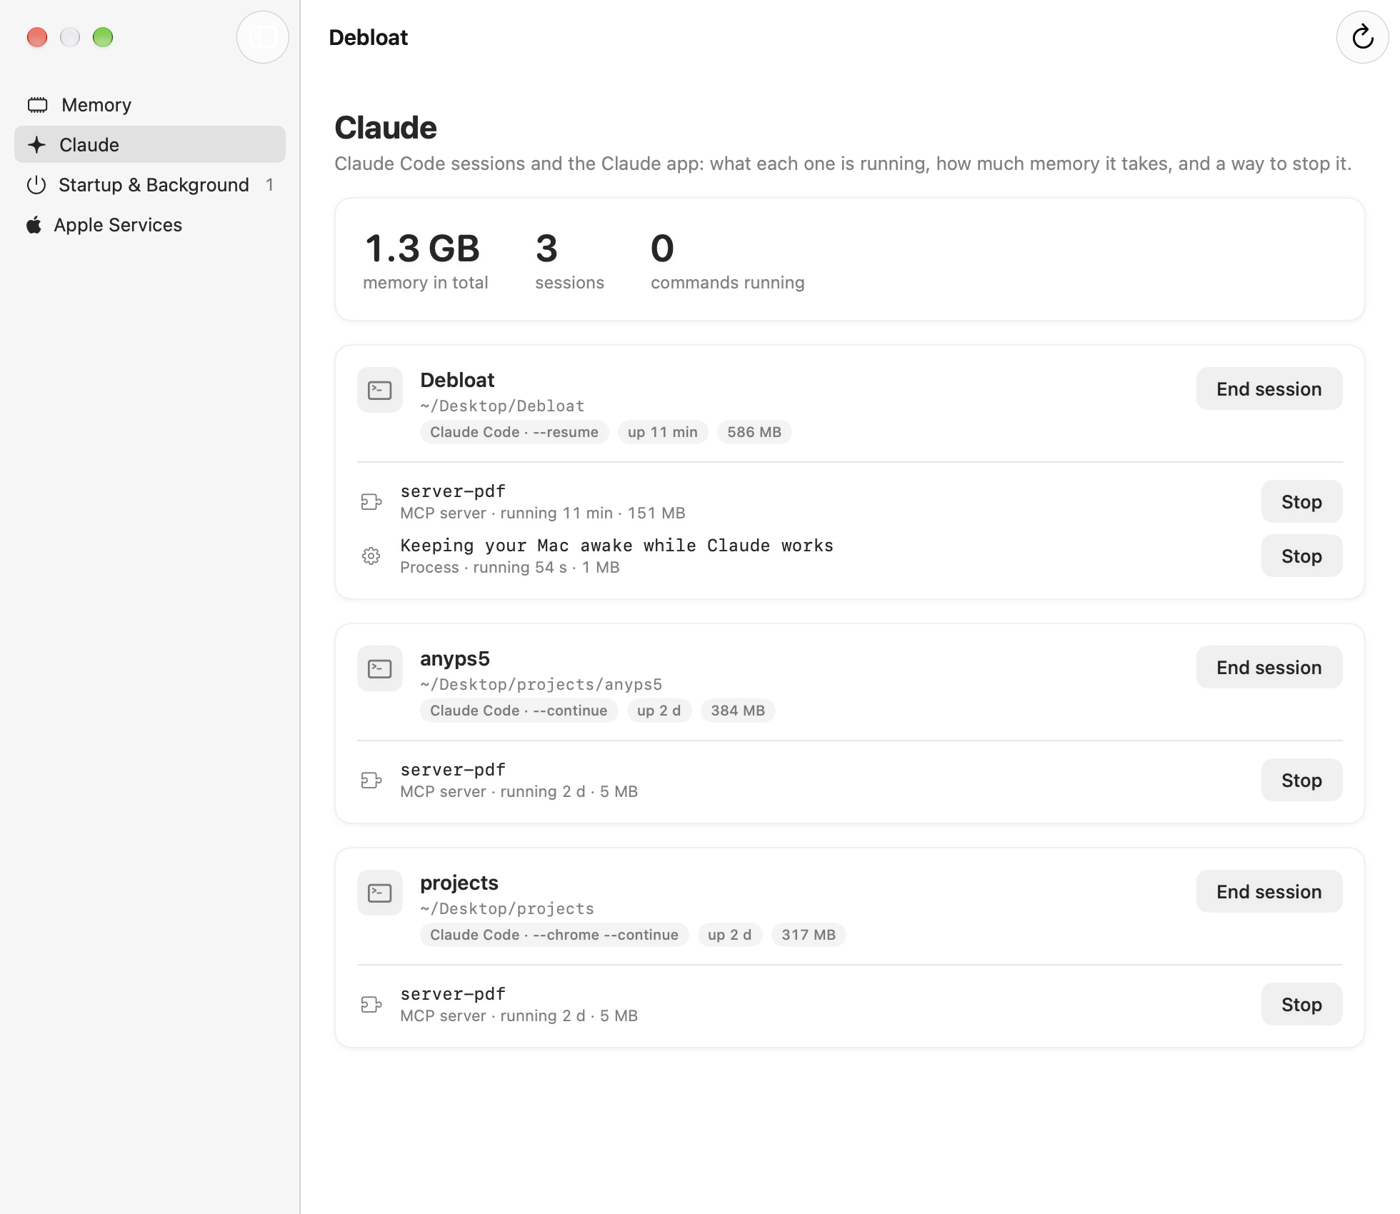 Debloat
Memory
Claude
Startup & Background 1
Apple Services
Claude
Claude Code sessions and the Claude app: what each one is running, how much memory it takes, and a way to stop it.
1.3 GB 3 0
memory in total sessions commands running
Debloat End session
~/Desktop/Debloat
Claude Code · --resume up 11 min 586 MB
server-pdf Stop
MCP server · running 11 min · 151 MB
Keeping your Mac awake while Claude works Stop
Process · running 54 s · 1 MB
anyps5 End session
~/Desktop/projects/anyps5
Claude Code · --continue up 2 d 384 MB
server-pdf Stop
MCP server · running 2 d · 5 MB
projects End session
~/Desktop/projects
Claude Code · --chrome --continue up 2 d 317 MB
server-pdf Stop
MCP server · running 2 d · 5 MB